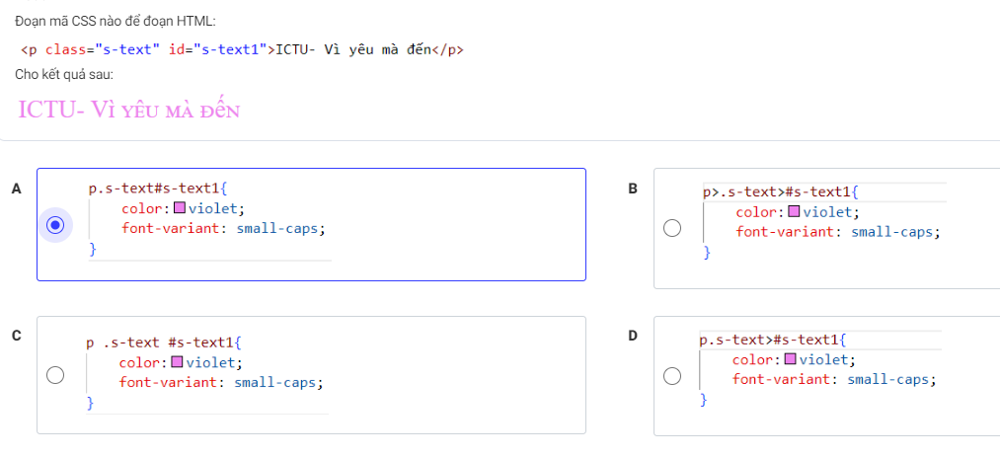 Đoạn mã CSS nào để đoạn HTML:
<p class="s-text" id="s-text1">ICTU- Vì yêu mà đến</p>
Cho kết quả sau:
ICTU- Vì yêu mà đến
A
p.s-text#s-text1{
color: violet;
font-variant: small-caps;
}
B
p>.s-text>#s-text1{
color: violet;
font-variant: small-caps;
}
C
p .s-text #s-text1{
color: violet;
font-variant: small-caps;
}
D
p.s-text>#s-text1{
color: violet;
font-variant: small-caps;
}